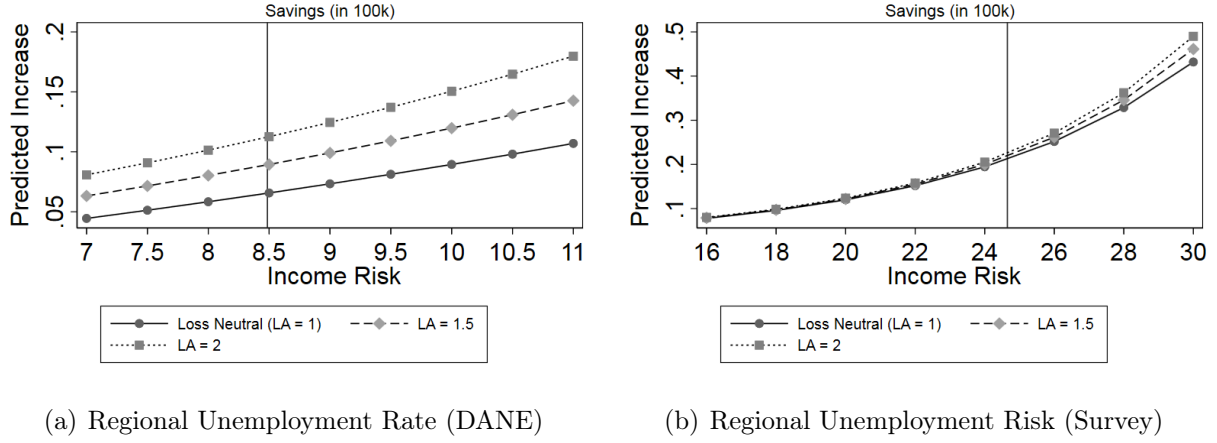 Savings (in 100k)
Predicted Increase
.05 .1 .15 .2
7 7.5 8 8.5 9 9.5 10 10.5 11
Income Risk
Loss Neutral (LA = 1) LA = 1.5
LA = 2
(a) Regional Unemployment Rate (DANE)
Savings (in 100k)
Predicted Increase
.1 .2 .3 .4 .5
16 18 20 22 24 26 28 30
Income Risk
Loss Neutral (LA = 1) LA = 1.5
LA = 2
(b) Regional Unemployment Risk (Survey)